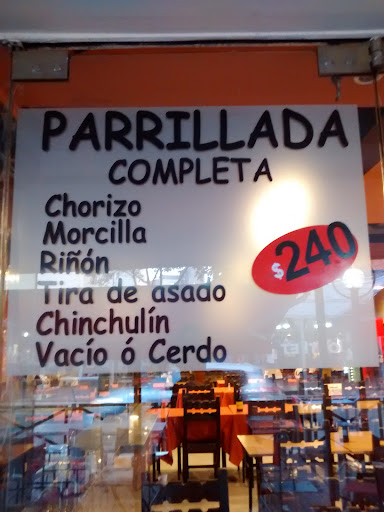 PARRILLADA
COMPLETA
Chorizo
Morcilla
Riñón
Tira de asado
Chinchulín
Vacío ó Cerdo
$240